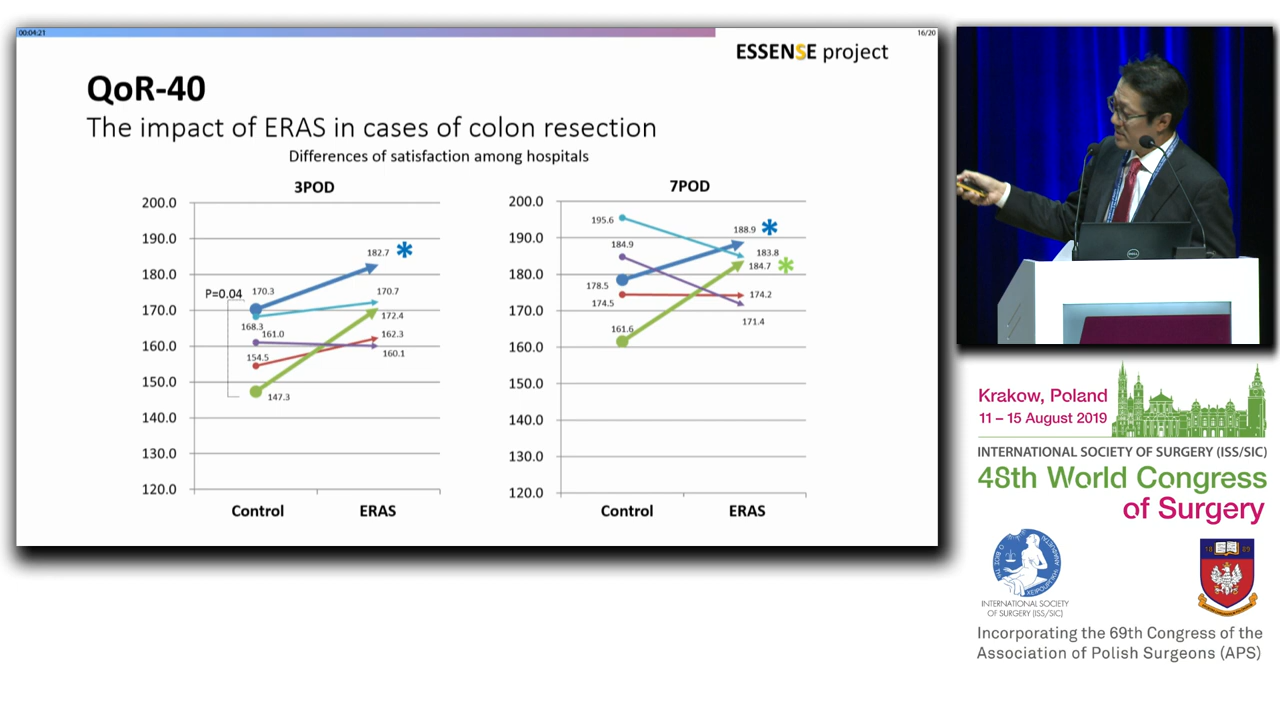 00:04:21
16/20
ESSENSE project
QoR-40
The impact of ERAS in cases of colon resection
Differences of satisfaction among hospitals
3POD
200.0
190.0
180.0
170.0
160.0
150.0
140.0
130.0
120.0
P=0.04
170.3
168.3
161.0
154.5
147.3
182.7
*
170.7
172.4
162.3
160.1
Control
ERAS
7POD
200.0
190.0
180.0
170.0
160.0
150.0
140.0
130.0
120.0
195.6
184.9
178.5
174.5
161.6
188.9
*
183.8
184.7
*
174.2
171.4
Control
ERAS
DELL
Krakow, Poland
11 – 15 August 2019
INTERNATIONAL SOCIETY OF SURGERY (ISS/SIC)
48th World Congress
of Surgery
INTERNATIONAL SOCIETY
OF SURGERY (ISS/SIC)
18 89
Incorporating the 69th Congress of the
Association of Polish Surgeons (APS)